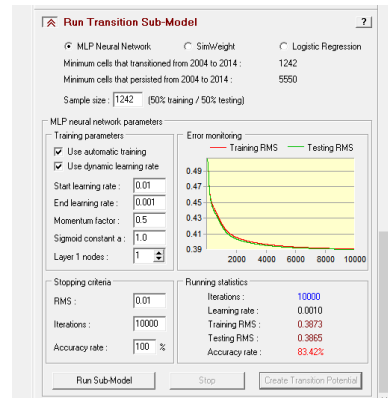 Run Transition Sub-Model ?
MLP Neural Network SimWeight Logistic Regression
Minimum cells that transitioned from 2004 to 2014 : 1242
Minimum cells that persisted from 2004 to 2014 : 5550
Sample size : 1242 (50% training / 50% testing)
MLP neural network parameters
Training parameters
Use automatic training
Use dynamic learning rate
Start learning rate : 0.01
End learning rate : 0.001
Momentum factor : 0.5
Sigmoid constant a : 1.0
Layer 1 nodes : 1
Error monitoring
Training RMS Testing RMS
0.49
0.47
0.45
0.43
0.41
0.39
2000 4000 6000 8000 10000
Stopping criteria
RMS : 0.01
Iterations : 10000
Accuracy rate : 100 %
Running statistics
Iterations : 10000
Learning rate : 0.0010
Training RMS : 0.3873
Testing RMS : 0.3865
Accuracy rate : 83.42%
Run Sub-Model Stop Create Transition Potential